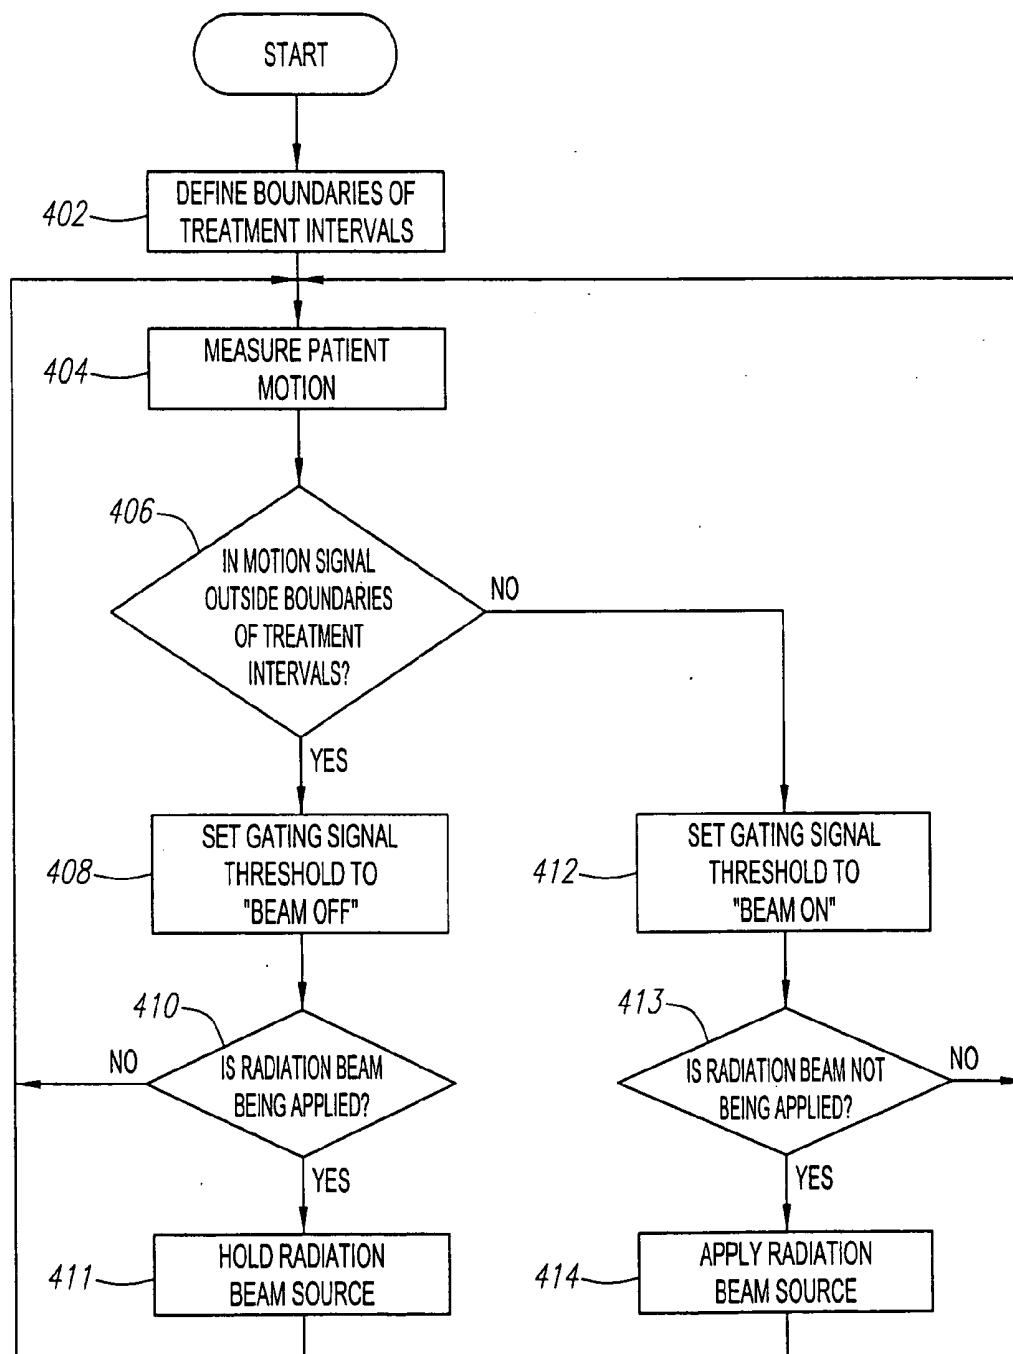 START
402
DEFINE BOUNDARIES OF
TREATMENT INTERVALS
404
MEASURE PATIENT
MOTION
406
IN MOTION SIGNAL
OUTSIDE BOUNDARIES
OF TREATMENT
INTERVALS?
NO
YES
408
SET GATING SIGNAL
THRESHOLD TO
"BEAM OFF"
412
SET GATING SIGNAL
THRESHOLD TO
"BEAM ON"
410
NO
IS RADIATION BEAM
BEING APPLIED?
YES
413
IS RADIATION BEAM NOT
BEING APPLIED?
NO
YES
411
HOLD RADIATION
BEAM SOURCE
414
APPLY RADIATION
BEAM SOURCE